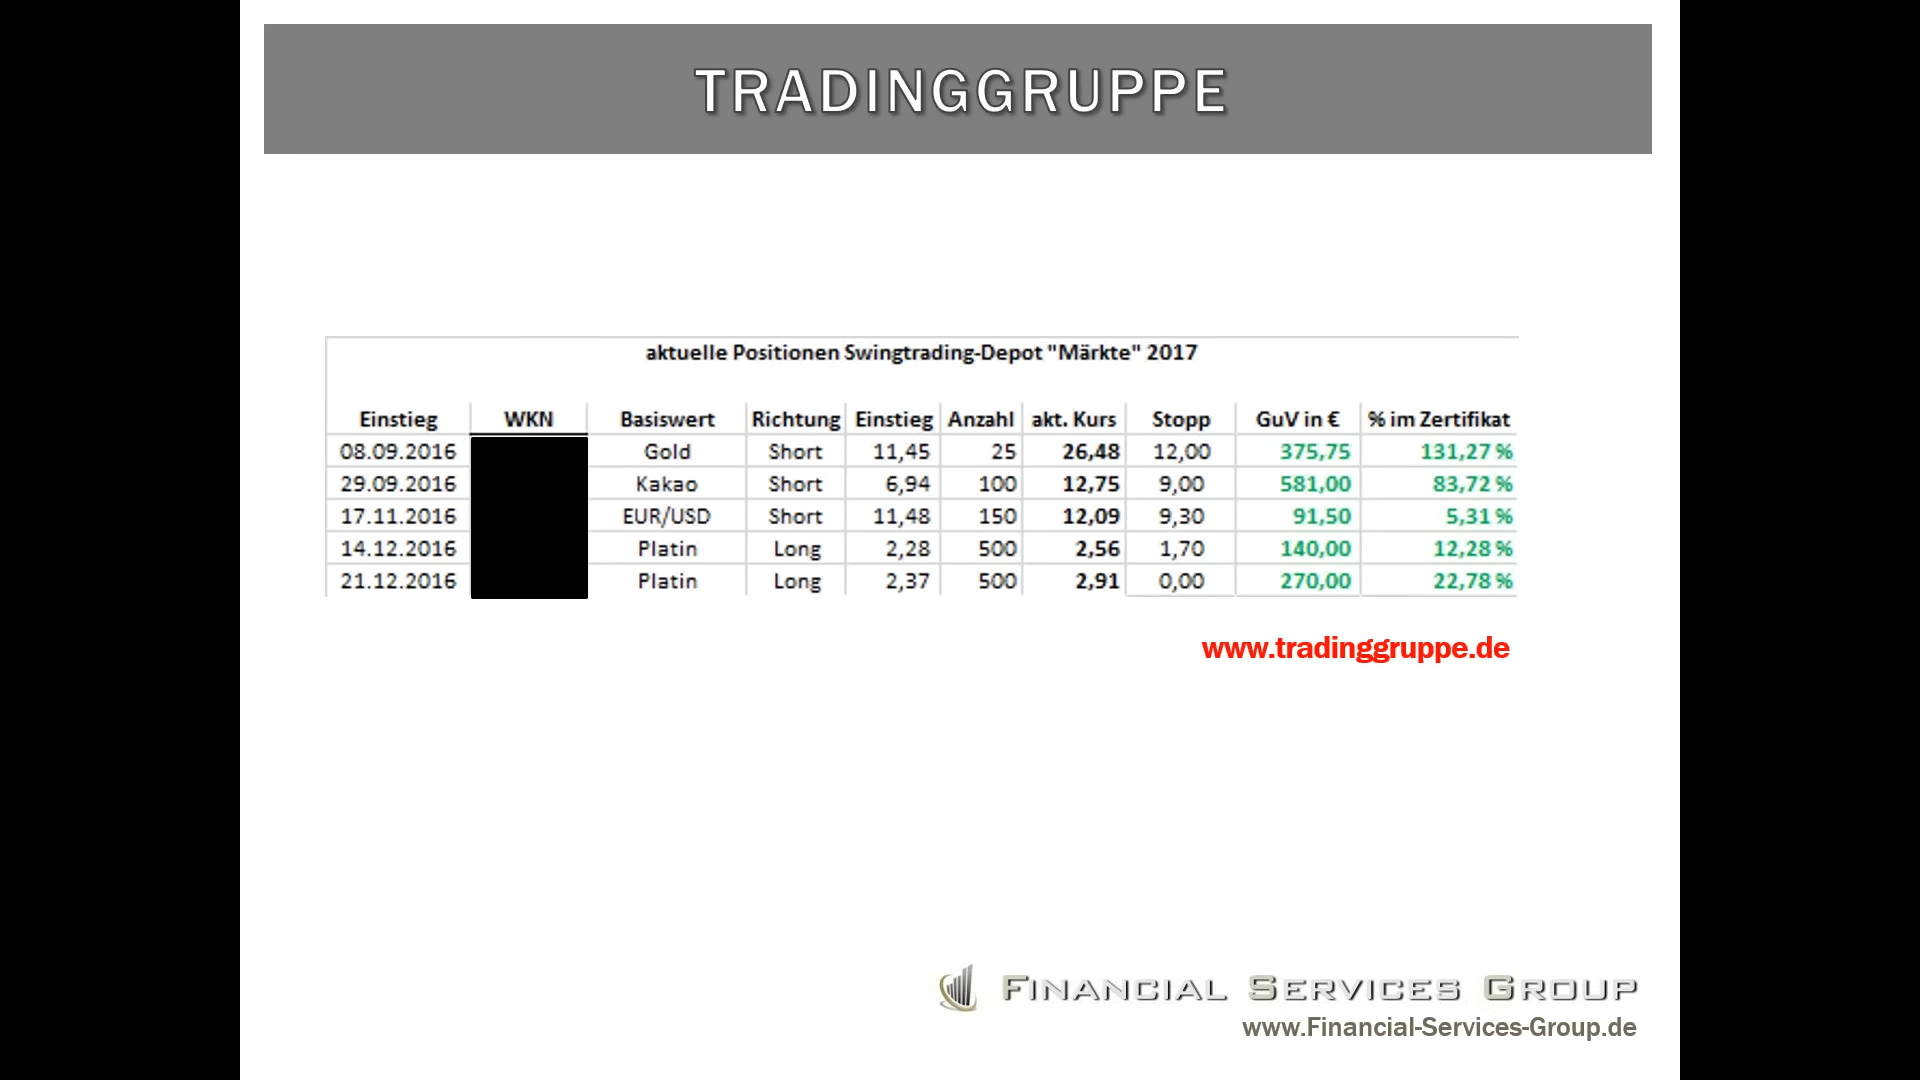 TRADINGGRUPPE
aktuelle Positionen Swingtrading-Depot "Märkte" 2017
Einstieg WKN Basiswert Richtung Einstieg Anzahl akt. Kurs Stopp GuV in € % im Zertifikat
08.09.2016 Gold Short 11,45 25 26,48 12,00 375,75 131,27 %
29.09.2016 Kakao Short 6,94 100 12,75 9,00 581,00 83,72 %
17.11.2016 EUR/USD Short 11,48 150 12,09 9,30 91,50 5,31 %
14.12.2016 Platin Long 2,28 500 2,56 1,70 140,00 12,28 %
21.12.2016 Platin Long 2,37 500 2,91 0,00 270,00 22,78 %
www.tradinggruppe.de
FINANCIAL SERVICES GROUP
www.Financial-Services-Group.de